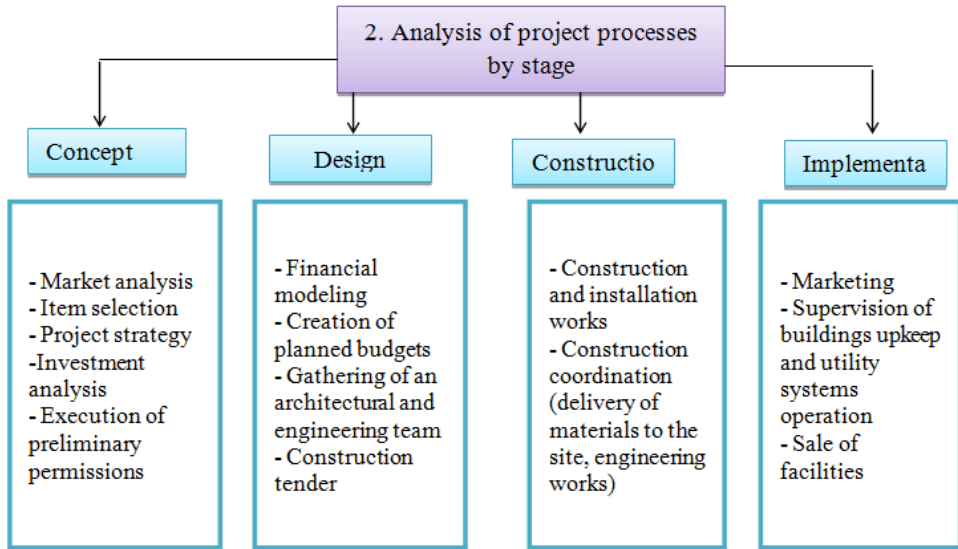 2. Analysis of project processes
by stage
Concept
Design
Constructio
Implementa
- Market analysis
- Item selection
- Project strategy
-Investment
analysis
- Execution of
preliminary
permissions
- Financial
modeling
- Creation of
planned budgets
- Gathering of an
architectural and
engineering team
- Construction
tender
- Construction
and installation
works
- Construction
coordination
(delivery of
materials to the
site, engineering
works)
- Marketing
- Supervision of
buildings upkeep
and utility
systems
operation
- Sale of
facilities